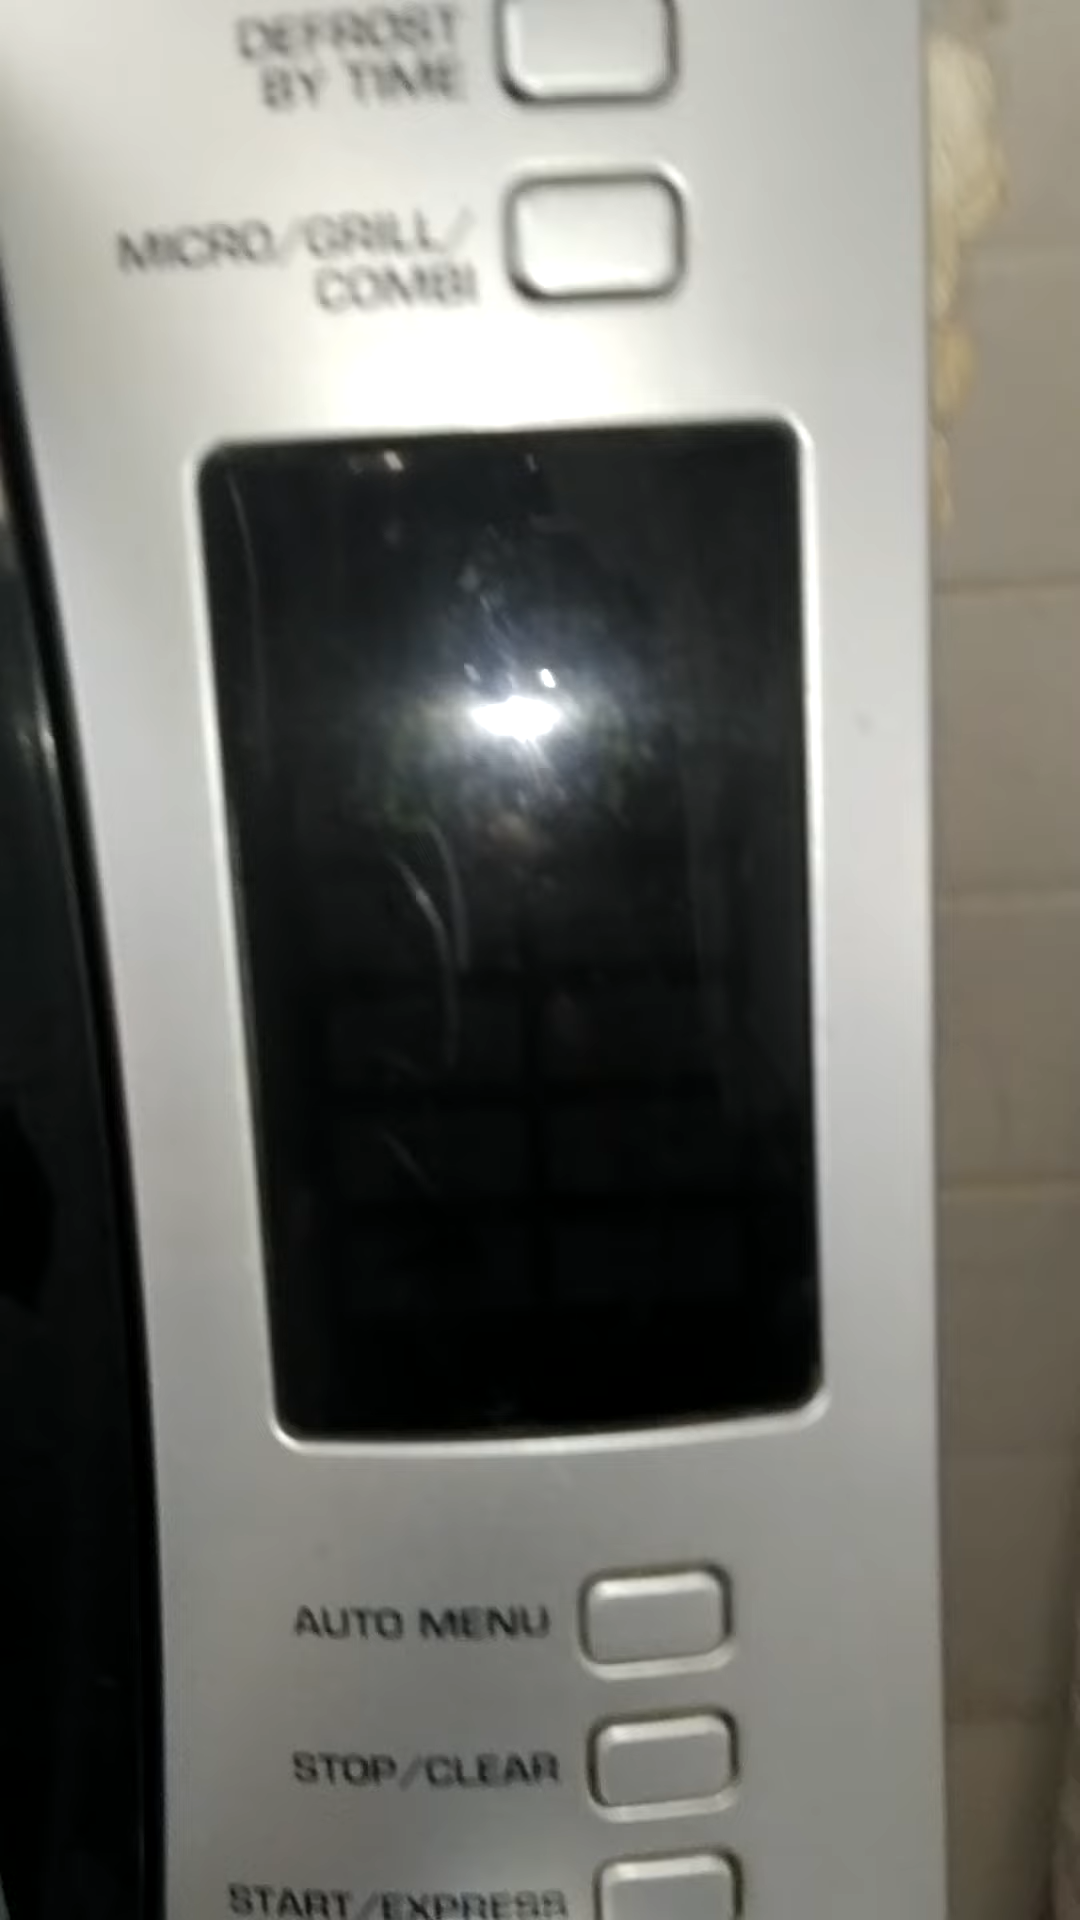 DEFROST
BY TIME
MICRO/GRILL/
COMBI
AUTO MENU
STOP/CLEAR
START/EXPRESS